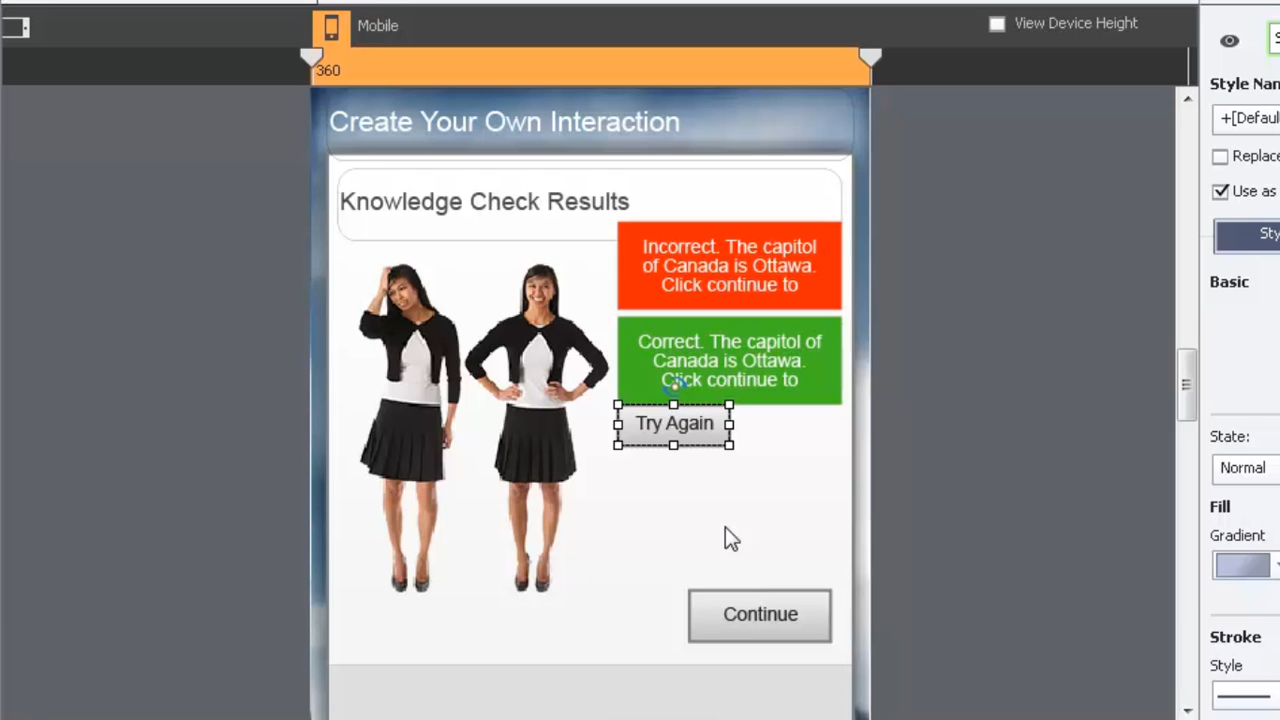 Mobile
View Device Height
360
Style Nam
+[Defaul
Replace
Use as
Sty
Basic
State:
Normal
Fill
Gradient
Stroke
Style
Create Your Own Interaction
Knowledge Check Results
Incorrect. The capitol
of Canada is Ottawa.
Click continue to
Correct. The capitol of
Canada is Ottawa.
Click continue to
Try Again
Continue